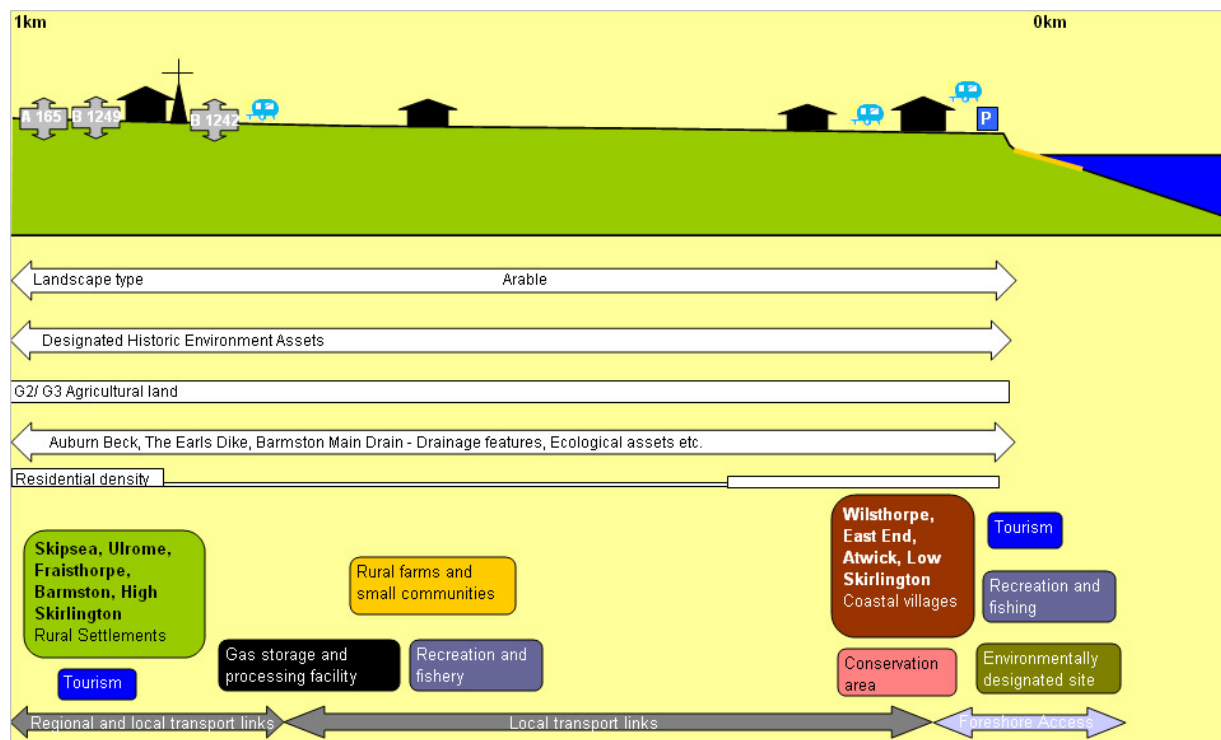 1km
0km
A 165
B 1249
B 1242
P
Landscape type
Arable
Designated Historic Environment Assets
G2/ G3 Agricultural land
Auburn Beck, The Earls Dike, Barmston Main Drain - Drainage features, Ecological assets etc.
Residential density
Skipsea, Ulrome,
Fraisthorpe,
Barmston, High
Skirlington
Rural Settlements
Tourism
Gas storage and
processing facility
Rural farms and
small communities
Recreation and
fishery
Wilsthorpe,
East End,
Atwick, Low
Skirlington
Coastal villages
Conservation
area
Tourism
Recreation and
fishing
Environmentally
designated site
Regional and local transport links
Local transport links
Foreshore Access